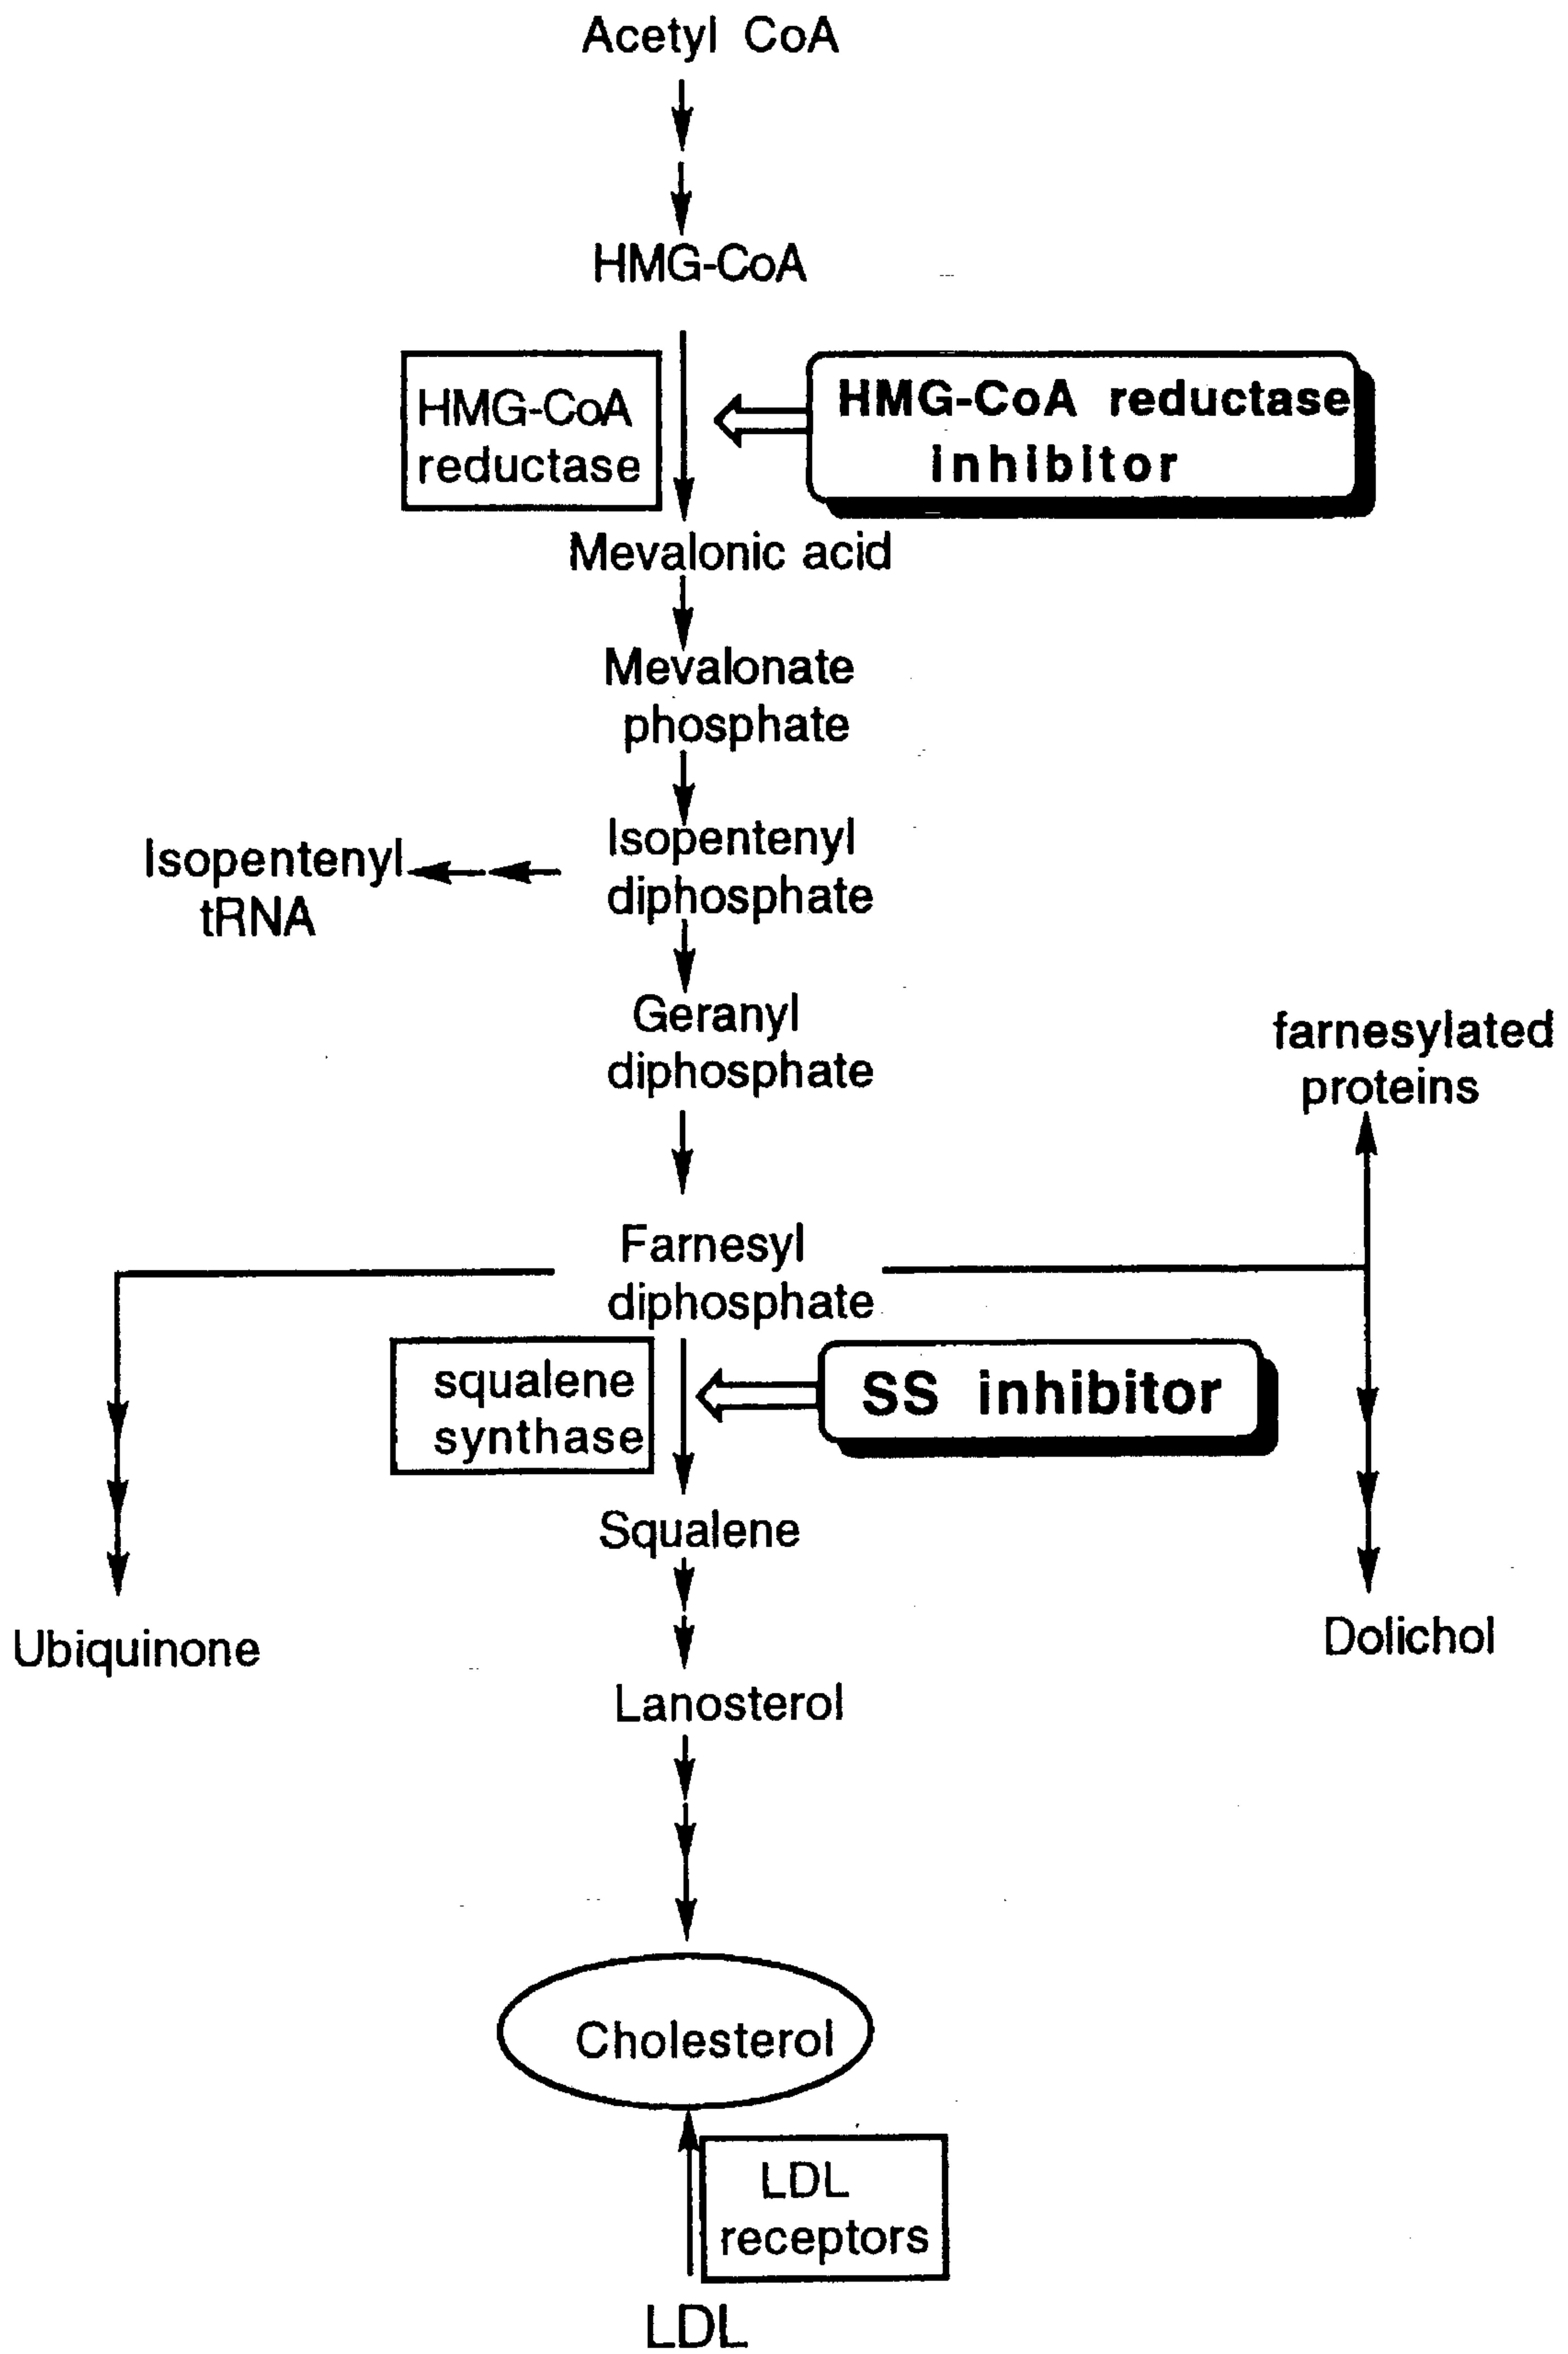 Acetyl CoA
HMG-CoA
HMG-CoA
reductase
HMG-CoA reductase
inhibitor
Mevalonic acid
Mevalonate
phosphate
Isopentenyl
tRNA
Isopentenyl
diphosphate
Geranyl
diphosphate
farnesylated
proteins
Farnesyl
diphosphate
squalene
synthase
SS inhibitor
Squalene
Ubiquinone
Dolichol
Lanosterol
Cholesterol
LDL
receptors
LDL